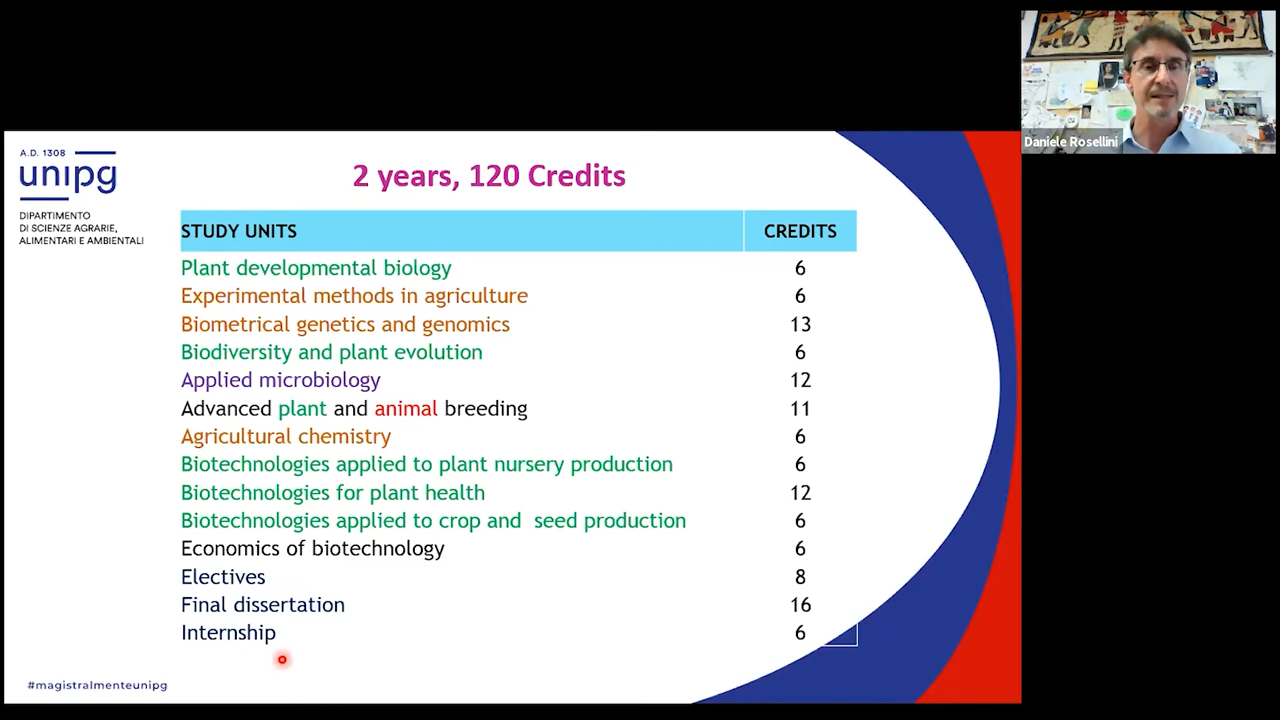 Daniele Rosellini
A.D. 1308
unipg
DIPARTIMENTO
DI SCIENZE AGRARIE,
ALIMENTARI E AMBIENTALI
2 years, 120 Credits
STUDY UNITS CREDITS
Plant developmental biology 6
Experimental methods in agriculture 6
Biometrical genetics and genomics 13
Biodiversity and plant evolution 6
Applied microbiology 12
Advanced plant and animal breeding 11
Agricultural chemistry 6
Biotechnologies applied to plant nursery production 6
Biotechnologies for plant health 12
Biotechnologies applied to crop and seed production 6
Economics of biotechnology 6
Electives 8
Final dissertation 16
Internship 6
#magistralmenteunipg